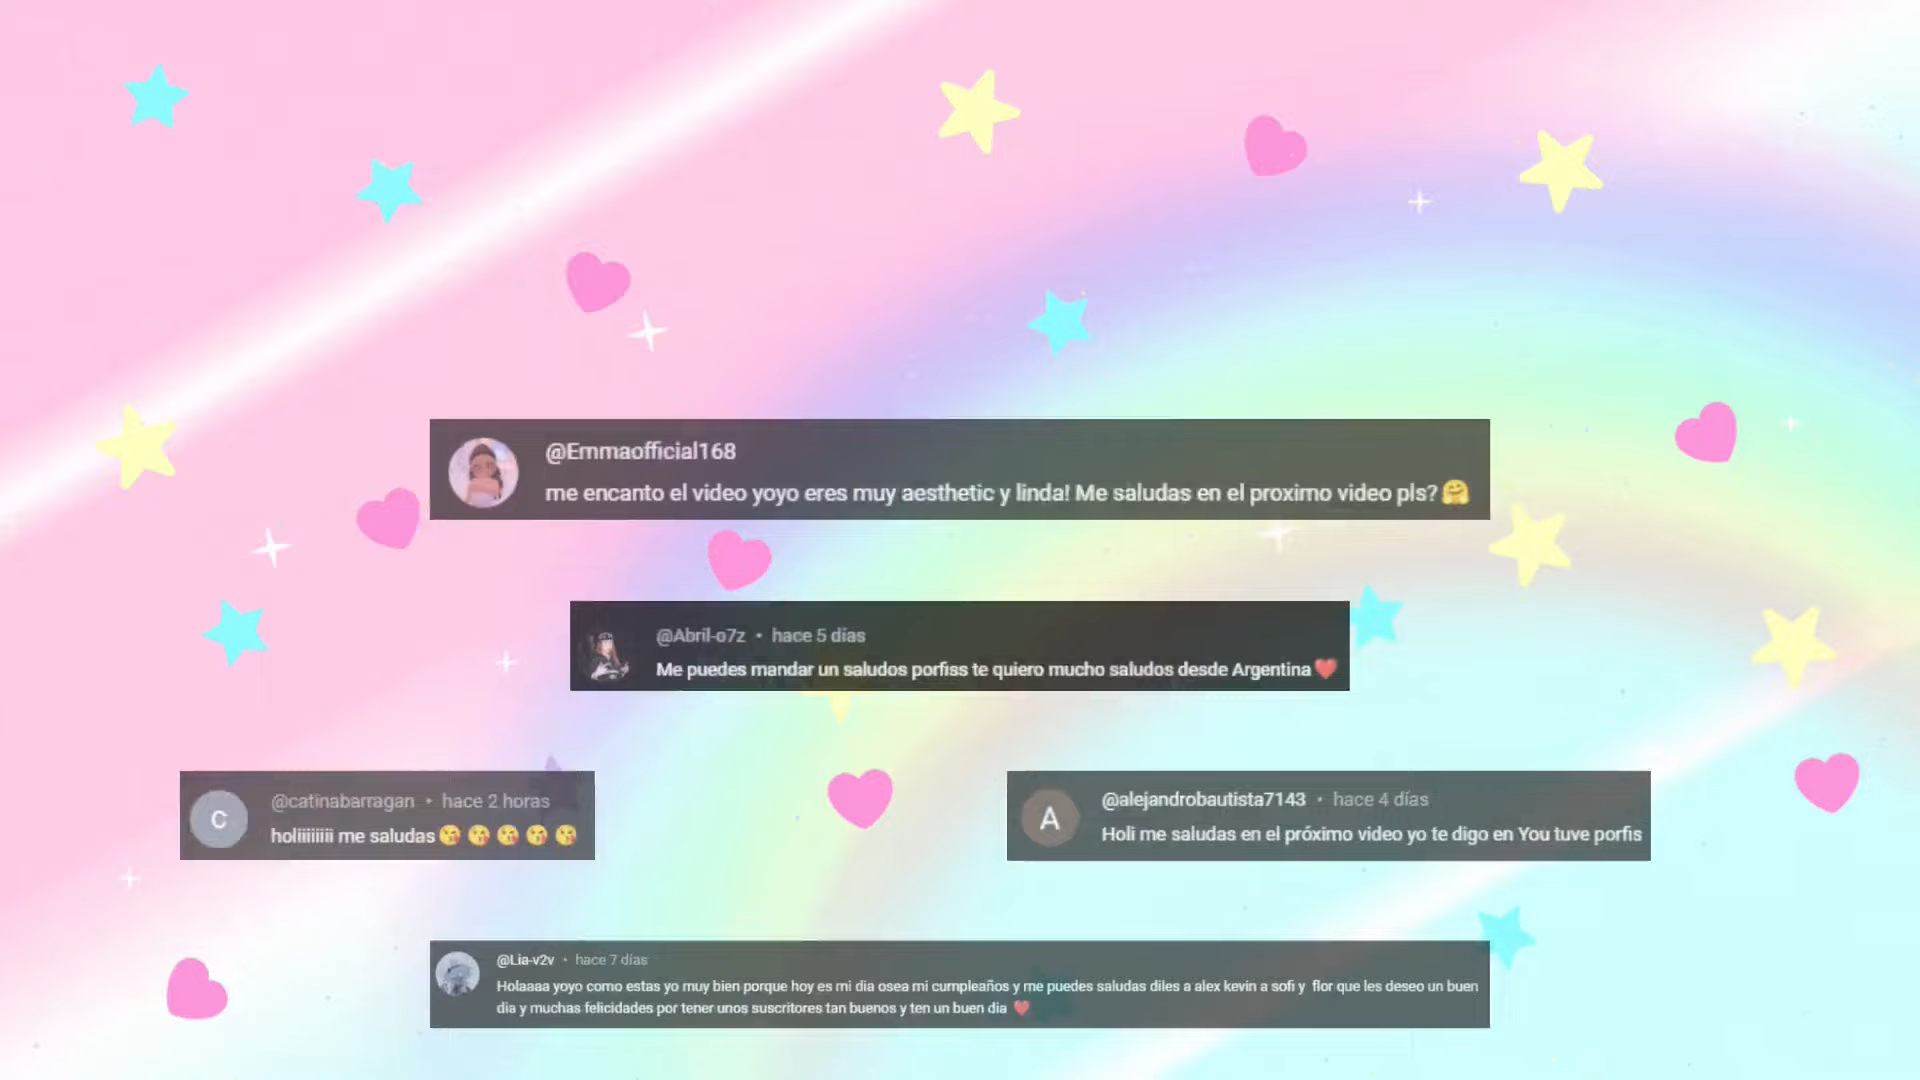 @Emmaofficial168
me encanto el video yoyo eres muy aesthetic y linda! Me saludas en el proximo video pls?🤗
@Abril-o7z • hace 5 días
Me puedes mandar un saludos porfiss te quiero mucho saludos desde Argentina❤️
C
@catinabarragan • hace 2 horas
holiiiiiiii me saludas😘😘😘😘😘
A
@alejandrobautista7143 • hace 4 días
Holi me saludas en el próximo video yo te digo en You tuve porfis
@Lia-v2v • hace 7 días
Holaaaa yoyo como estas yo muy bien porque hoy es mi dia osea mi cumpleaños y me puedes saludas diles a alex kevin a sofi y flor que les deseo un buen
dia y muchas felicidades por tener unos suscritores tan buenos y ten un buen dia ❤️